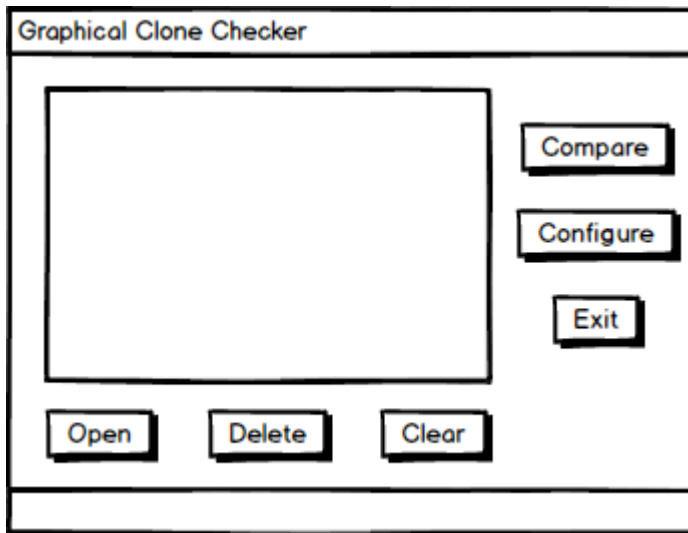 Graphical Clone Checker
Compare
Configure
Exit
Open
Delete
Clear